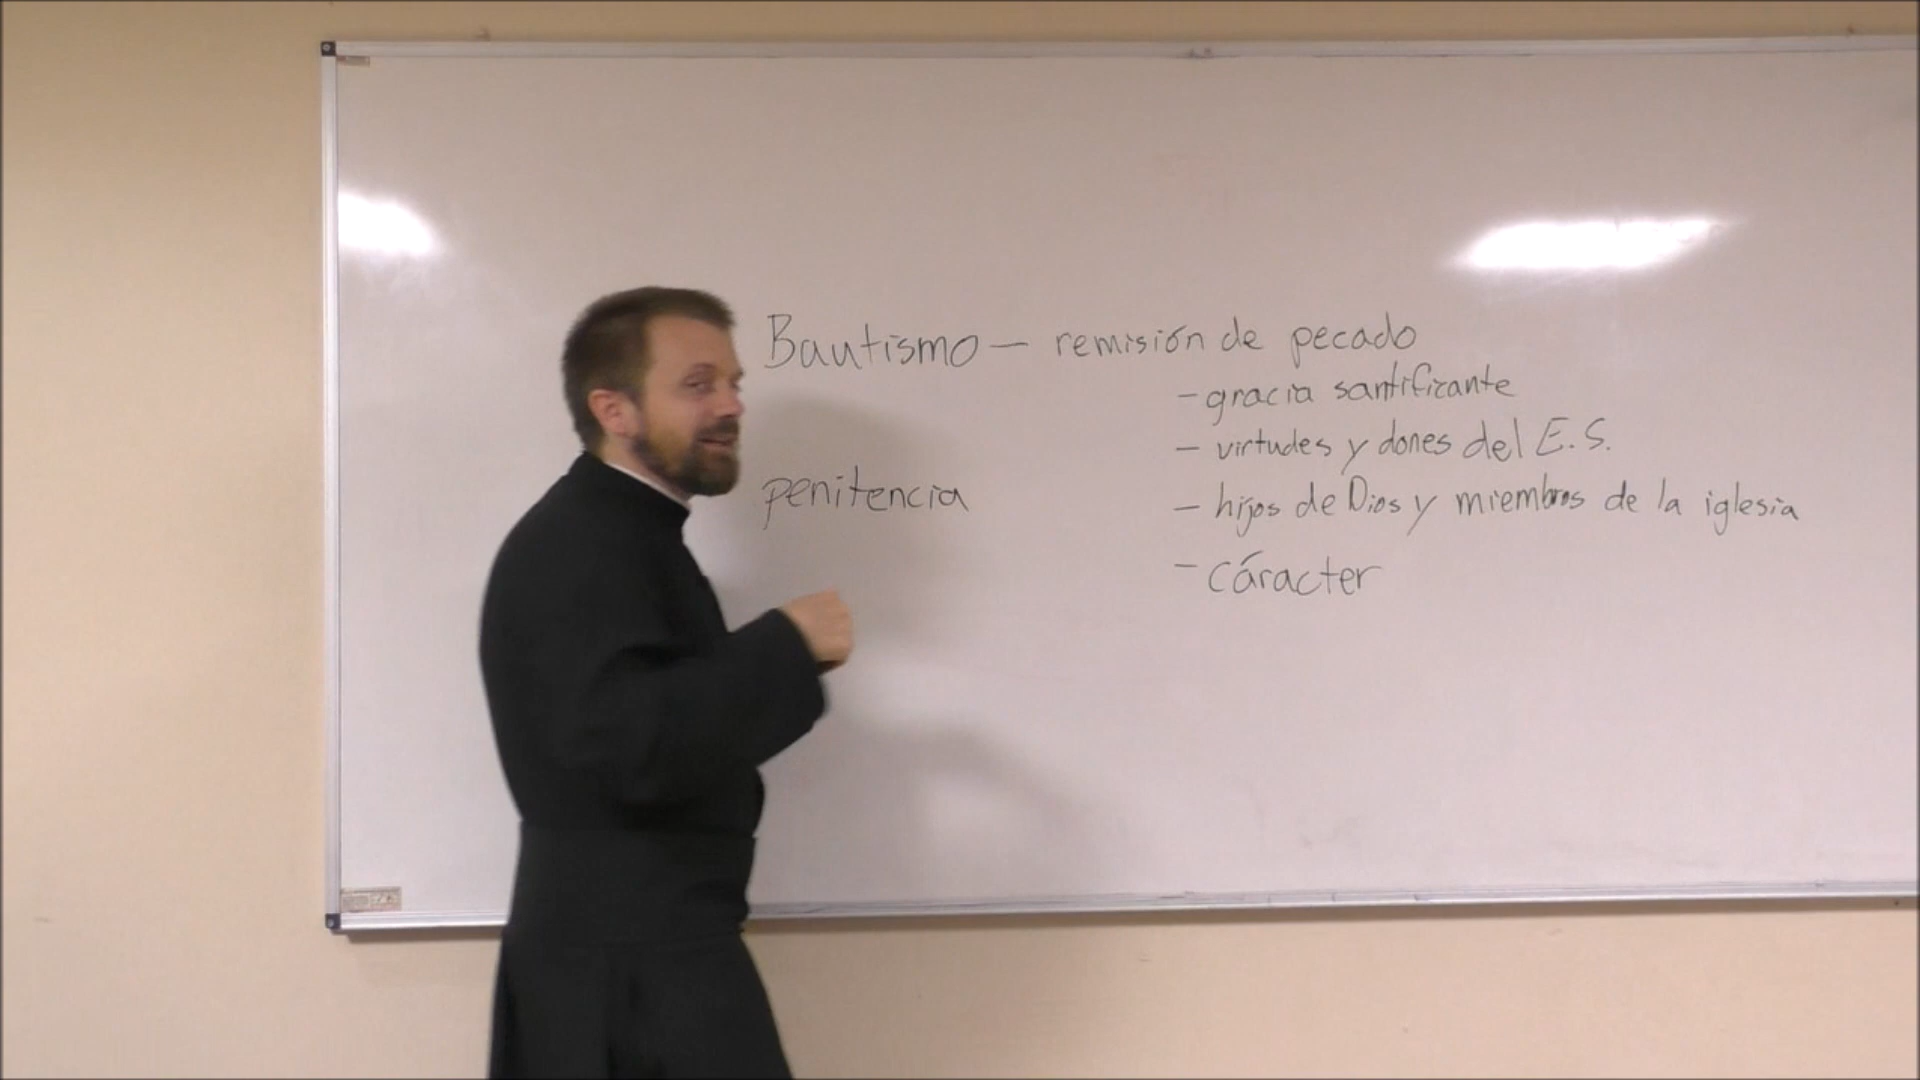 Bautismo — remisión de pecado
- gracia santificante
- virtudes y dones del E.S.
- hijos de Dios y miembros de la iglesia
penitencia
- cáracter